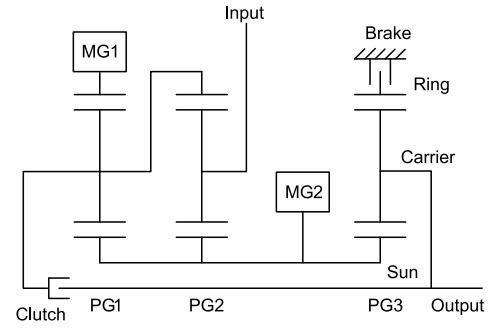 Input
MG1
Brake
Ring
Carrier
MG2
Sun
Clutch
PG1
PG2
PG3
Output